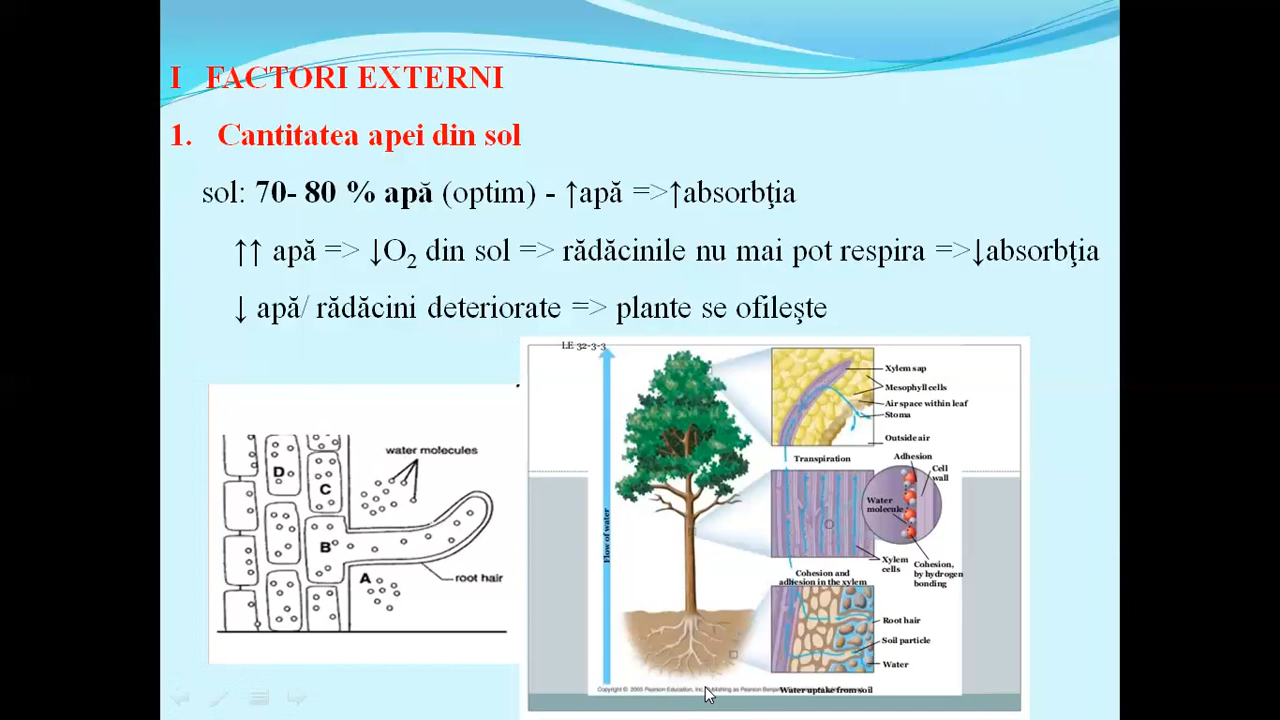 I FACTORI EXTERNI
1. Cantitatea apei din sol
sol: 70- 80 % apă (optim) - ↑apă =>↑absorbţia
↑↑ apă => ↓O₂ din sol => rădăcinile nu mai pot respira =>↓absorbţia
↓ apă/ rădăcini deteriorate => plante se ofileşte
water molecules
D
C
B
A
root hair
LE 32-3-3
Flow of water
Xylem sap
Mesophyll cells
Air space within leaf
Stoma
Outside air
Transpiration
Adhesion
Cell
wall
Water
molecule
Xylem
cells
Cohesion,
by hydrogen
bonding
Cohesion and
adhesion in the xylem
Root hair
Soil particle
Water
Water uptake from soil
Copyright © 2005 Pearson Education, Inc. Publishing as Pearson